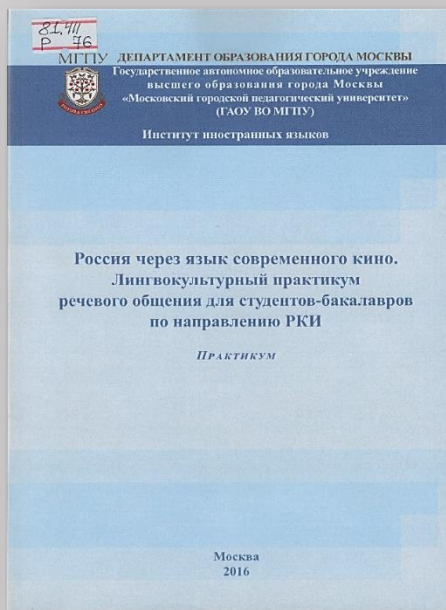 81.411
Р 76
МГПУ ДЕПАРТАМЕНТ ОБРАЗОВАНИЯ ГОРОДА МОСКВЫ
Государственное автономное образовательное учреждение
высшего образования города Москвы
«Московский городской педагогический университет»
(ГАОУ ВО МГПУ)
Институт иностранных языков
Россия через язык современного кино.
Лингвокультурный практикум
речевого общения для студентов-бакалавров
по направлению РКИ
ПРАКТИКУМ
Москва
2016